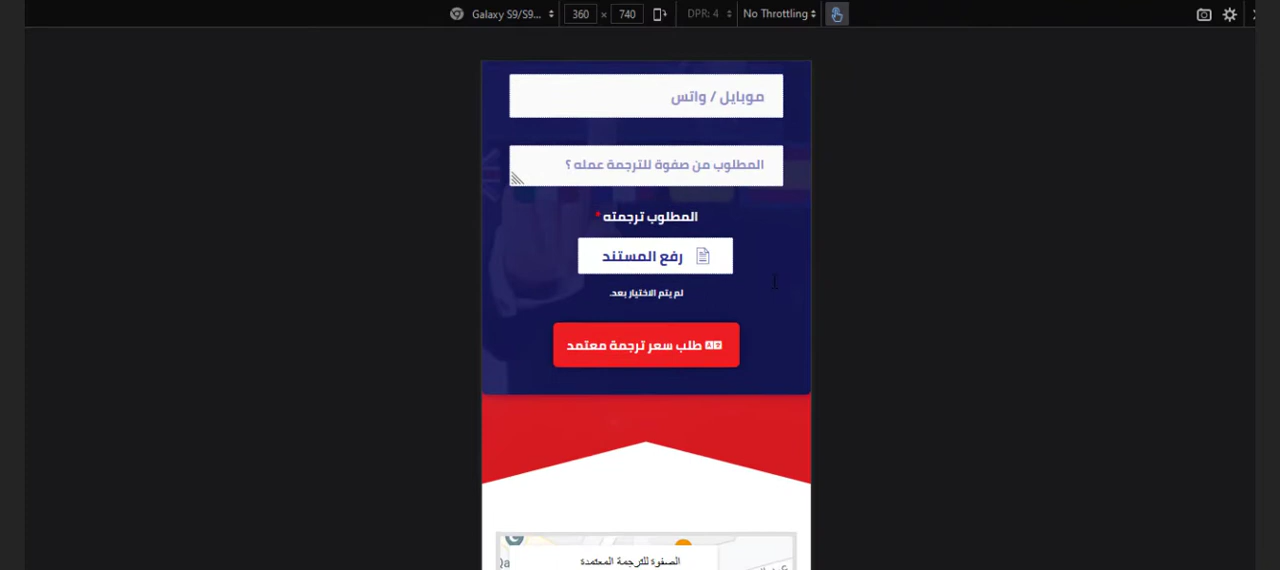 Galaxy S9/S9... 360 × 740 DPR: 4 No Throttling
موبايل / واتس
المطلوب من صفوة للترجمة عمله ؟
المطلوب ترجمته *
رفع المستند
لم يتم الاختيار بعد.
طلب سعر ترجمة معتمد
Qa
الصفوة للترجمة المعتمدة